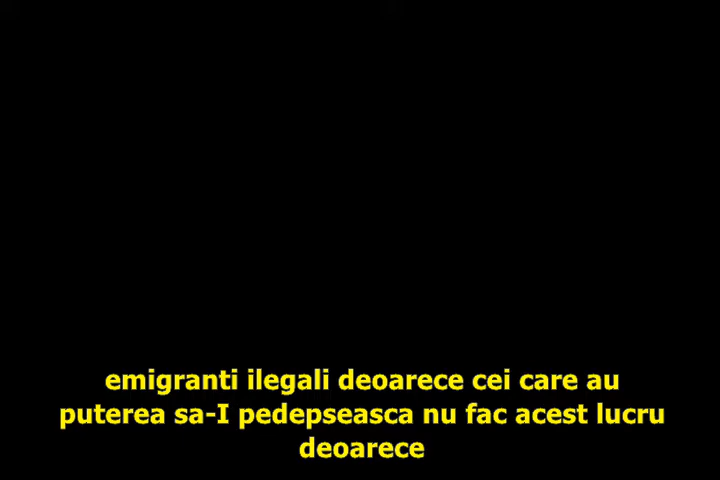 emigranti ilegali deoarece cei care au
puterea sa-I pedepseasca nu fac acest lucru
deoarece